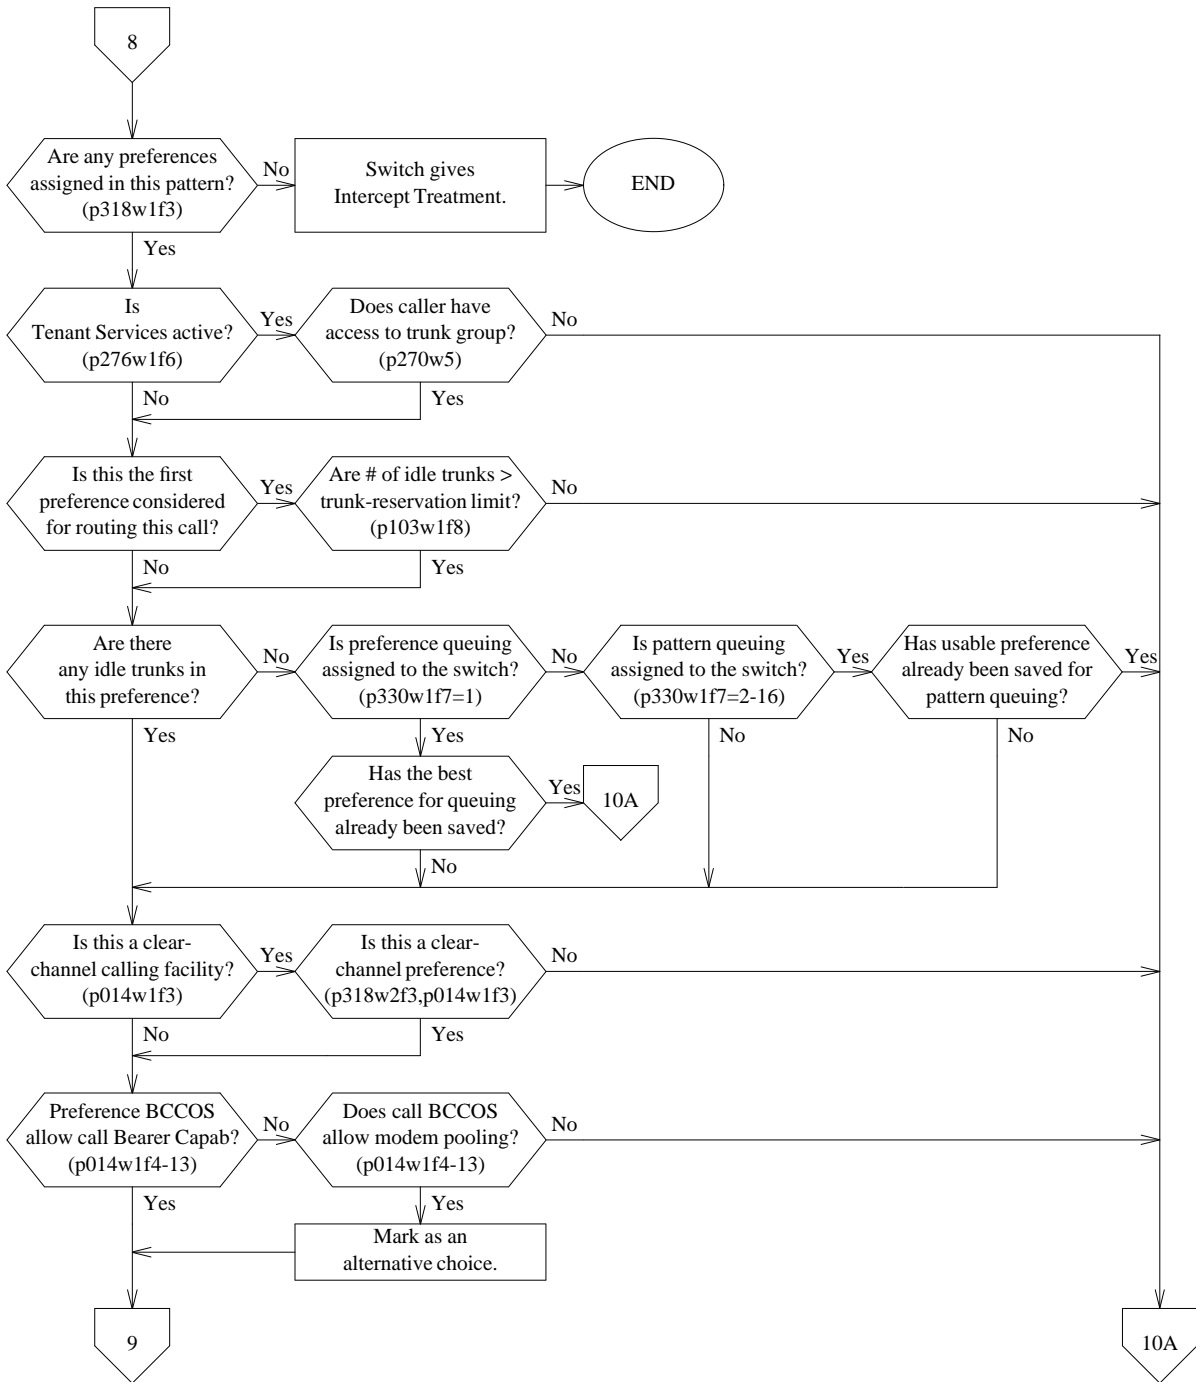 8
Are any preferences
assigned in this pattern?
(p318w1f3)
No
Switch gives
Intercept Treatment.
END
Yes
Is
Tenant Services active?
(p276w1f6)
Yes
Does caller have
access to trunk group?
(p270w5)
No
No
Yes
Is this the first
preference considered
for routing this call?
Yes
Are # of idle trunks >
trunk-reservation limit?
(p103w1f8)
No
No
Yes
Are there
any idle trunks in
this preference?
No
Is preference queuing
assigned to the switch?
(p330w1f7=1)
No
Is pattern queuing
assigned to the switch?
(p330w1f7=2-16)
Yes
Has usable preference
already been saved for
pattern queuing?
Yes
Yes
Yes
No
No
Has the best
preference for queuing
already been saved?
Yes
10A
No
Is this a clear-
channel calling facility?
(p014w1f3)
Yes
Is this a clear-
channel preference?
(p318w2f3,p014w1f3)
No
No
Yes
Preference BCCOS
allow call Bearer Capab?
(p014w1f4-13)
No
Does call BCCOS
allow modem pooling?
(p014w1f4-13)
No
Yes
Yes
Mark as an
alternative choice.
9
10A